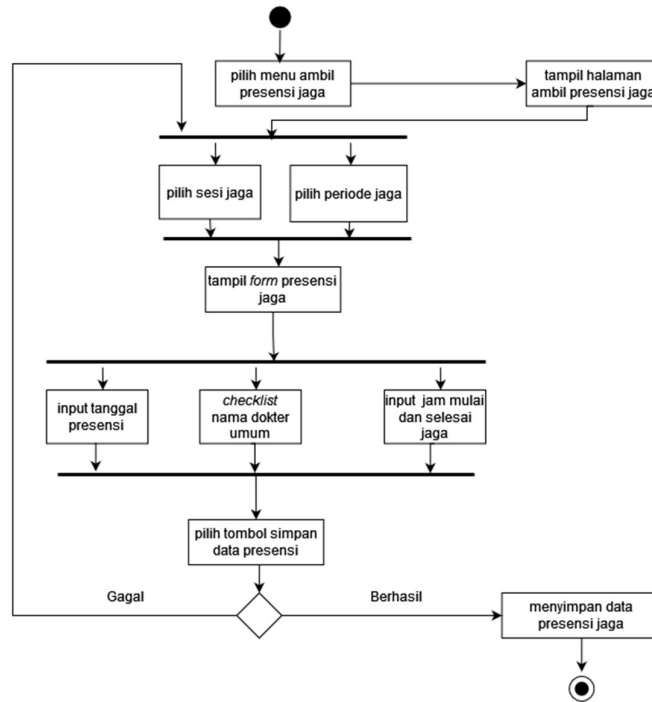 pilih menu ambil
presensi jaga
tampil halaman
ambil presensi jaga
pilih sesi jaga
pilih periode jaga
tampil form presensi
jaga
input tanggal
presensi
checklist
nama dokter
umum
input jam mulai
dan selesai
jaga
pilih tombol simpan
data presensi
Gagal
Berhasil
menyimpan data
presensi jaga